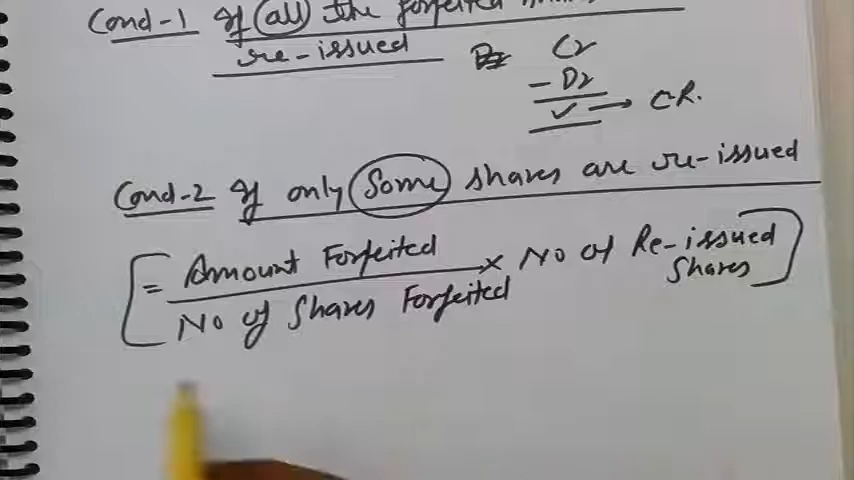 Cond-1 If all the forfeited
re-issued
Cr
- Dr
✓ → C.R.
Cond-2 If only Some shares are re-issued
= Amount Forfeited × No of Re-issued
Shares
No of Shares Forfeited